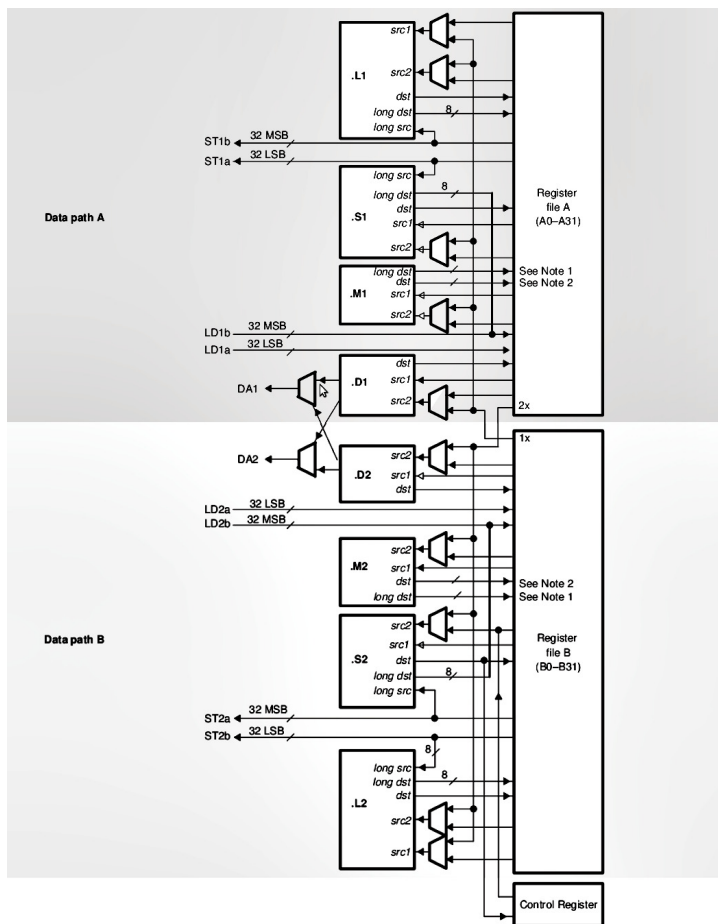 src1
.L1
src2
dst
long dst
8
long src
ST1b
32 MSB
ST1a
32 LSB
long src
8
long dst
dst
.S1
src1
src2
Register
file A
(A0–A31)
Data path A
long dst
See Note 1
dst
See Note 2
.M1
src1
src2
LD1b
32 MSB
LD1a
32 LSB
dst
.D1
src1
DA1
src2
2x
1x
DA2
src2
.D2
src1
dst
LD2a
32 LSB
LD2b
32 MSB
src2
.M2
src1
dst
See Note 2
long dst
See Note 1
src2
Data path B
Register
file B
(B0–B31)
src1
.S2
dst
long dst
8
long src
ST2a
32 MSB
ST2b
32 LSB
8
long src
8
long dst
dst
.L2
src2
src1
Control Register